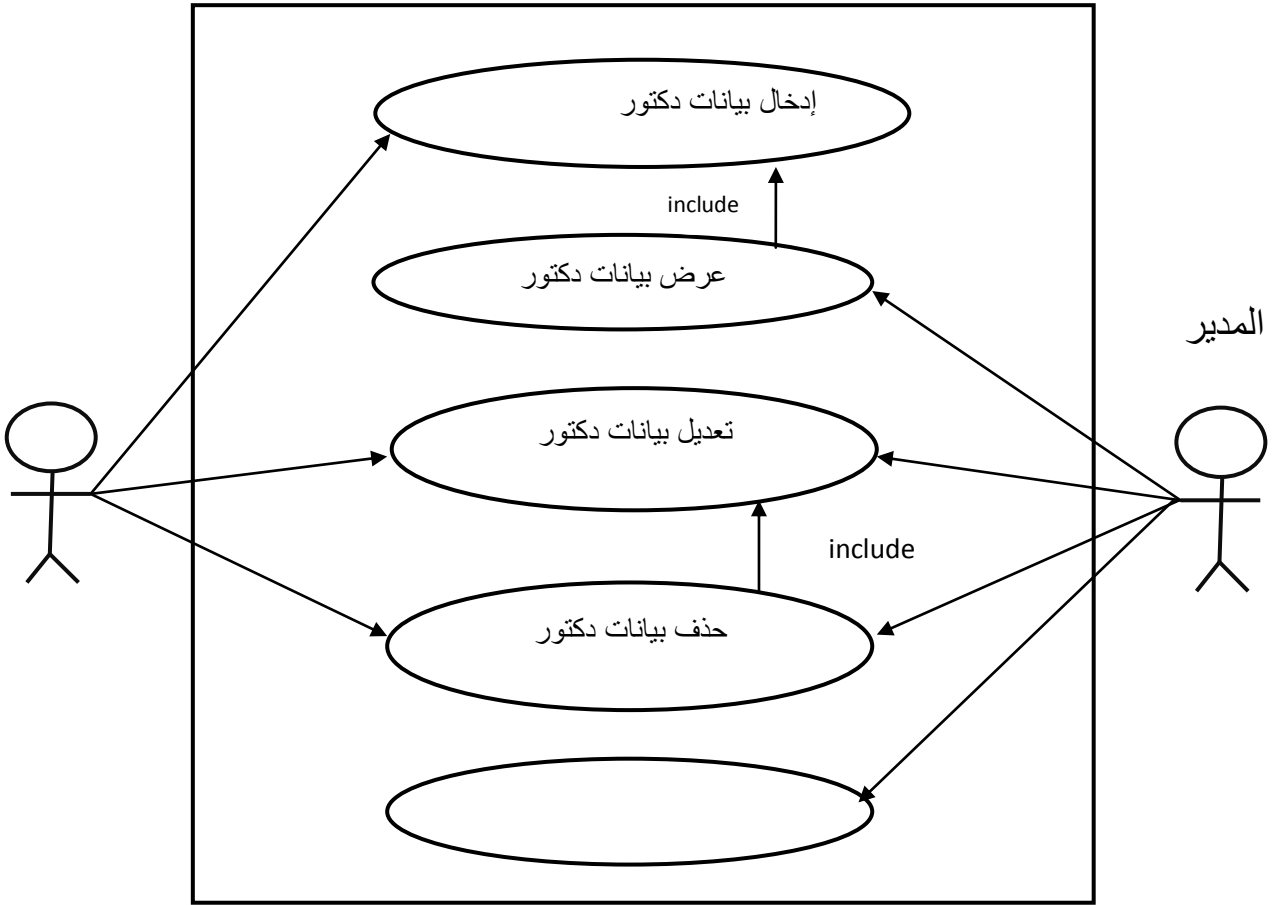 إدخال بيانات دكتور
include
عرض بيانات دكتور
المدير
تعديل بيانات دكتور
include
حذف بيانات دكتور